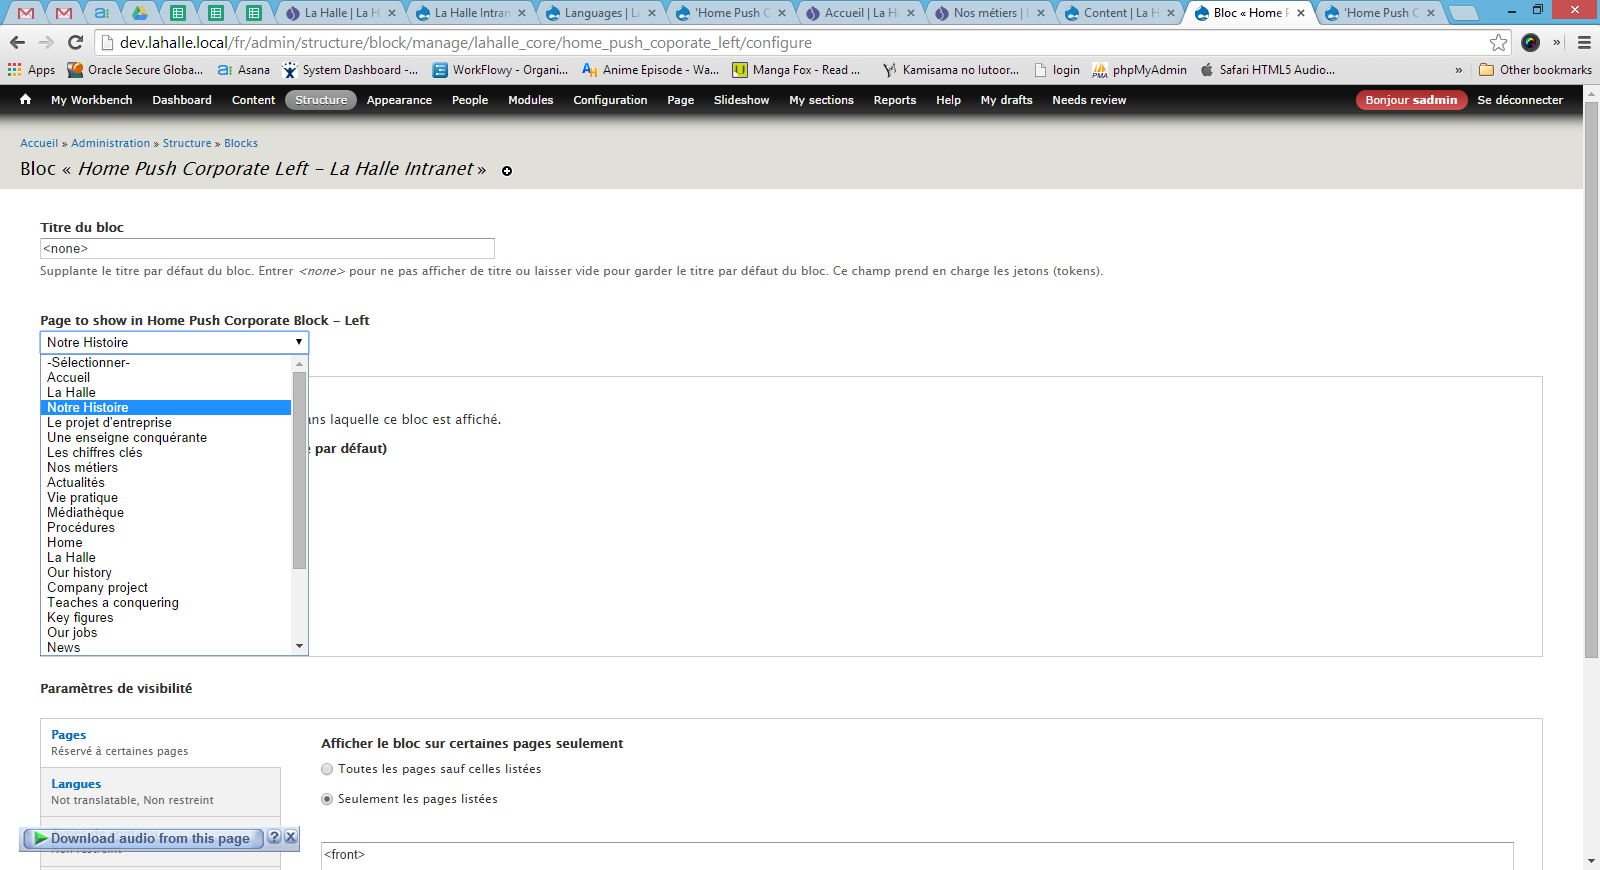 La Halle | La H
La Halle Intran
Languages | La
'Home Push C
Accueil | La Ha
Nos métiers |
Content | La H
Bloc « Home P
'Home Push C
dev.lahalle.local/fr/admin/structure/block/manage/lahalle_core/home_push_coporate_left/configure
Apps Oracle Secure Globa... Asana System Dashboard -... WorkFlowy - Organi... Anime Episode - Wa... Manga Fox - Read ... Kamisama no Iutoor... login phpMyAdmin Safari HTML5 Audio... » Other bookmarks
My Workbench Dashboard Content Structure Appearance People Modules Configuration Page Slideshow My sections Reports Help My drafts Needs review Bonjour sadmin Se déconnecter
Accueil » Administration » Structure » Blocks
Bloc « Home Push Corporate Left - La Halle Intranet »
Titre du bloc
<none>
Supplante le titre par défaut du bloc. Entrer <none> pour ne pas afficher de titre ou laisser vide pour garder le titre par défaut du bloc. Ce champ prend en charge les jetons (tokens).
Page to show in Home Push Corporate Block - Left
Notre Histoire
-Sélectionner-
Accueil
La Halle
Notre Histoire
Le projet d'entreprise
ans laquelle ce bloc est affiché.
Une enseigne conquérante
Les chiffres clés
par défaut)
Nos métiers
Actualités
Vie pratique
Médiathèque
Procédures
Home
La Halle
Our history
Company project
Teaches a conquering
Key figures
Our jobs
News
Paramètres de visibilité
Pages
Réservé à certaines pages
Afficher le bloc sur certaines pages seulement
Toutes les pages sauf celles listées
Langues
Not translatable, Non restreint
Seulement les pages listées
Download audio from this page
Non restreint
<front>